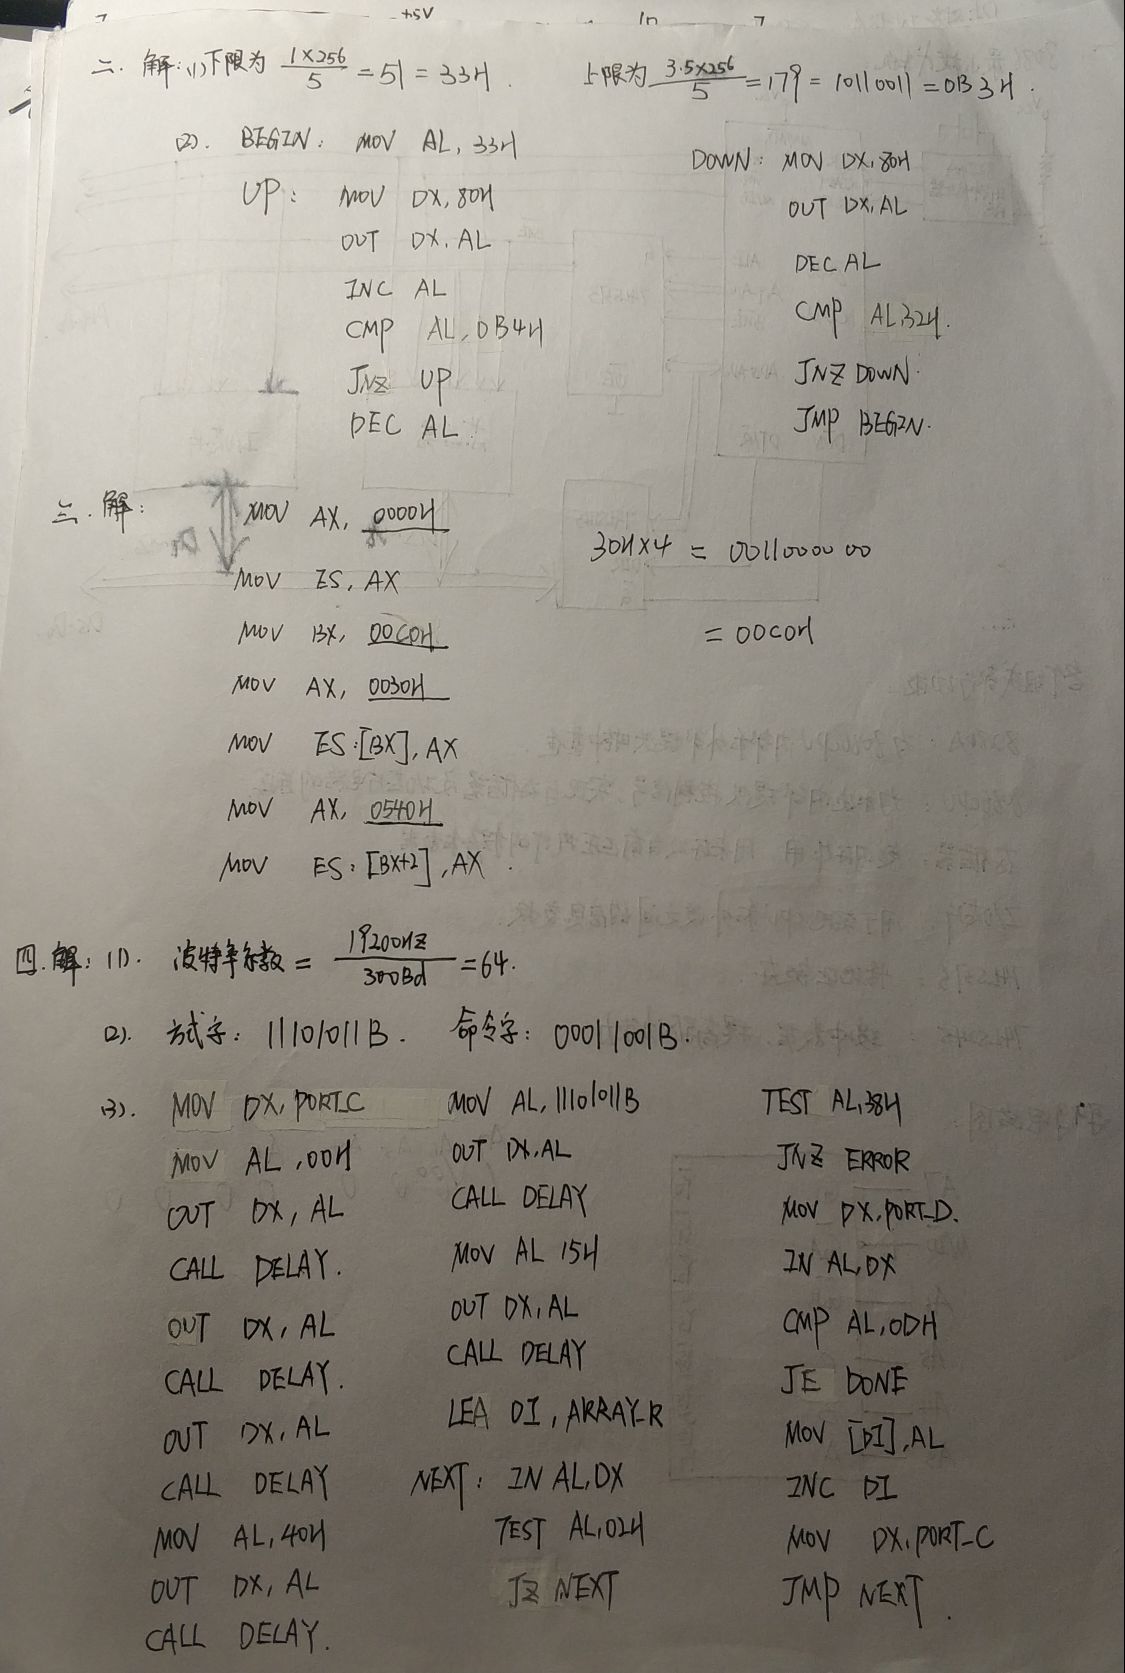 +5V
二. 解: (1) 下限为 1×256/5 = 51 = 33H. 上限为 3.5×256/5 = 179 = 10110011 = 0B3H.
(2). BEGIN: MOV AL, 33H
UP: MOV DX, 80H
OUT DX, AL
INC AL
CMP AL, 0B4H
JNZ UP
DEC AL.
DOWN: MOV DX, 80H
OUT DX, AL
DEC AL
CMP AL, 32H.
JNZ DOWN.
JMP BEGIN.
三. 解:
MOV AX, 0000H
MOV ES, AX
MOV BX, 00C0H
MOV AX, 0030H
MOV ES:[BX], AX
MOV AX, 0540H
MOV ES:[BX+2], AX.
30H×4 = 0011000000
= 00C0H
四. 解: (1). 波特率系数 = 19200HZ/300Bd = 64.
(2). 方式字: 11101011B. 命令字: 00011001B.
(3). MOV DX, PORT_C
MOV AL, 00H
OUT DX, AL
CALL DELAY.
OUT DX, AL
CALL DELAY.
OUT DX, AL
CALL DELAY
MOV AL, 40H
OUT DX, AL
CALL DELAY.
MOV AL, 11101011B
OUT DX, AL
CALL DELAY
MOV AL 15H
OUT DX, AL
CALL DELAY
LEA DI, ARRAY_R
NEXT: IN AL, DX
TEST AL, 02H
JZ NEXT
TEST AL, 38H
JNZ ERROR
MOV DX, PORT_D.
IN AL, DX
CMP AL, 0DH
JE DONE
MOV [DI], AL
INC DI
MOV DX, PORT_C
JMP NEXT.